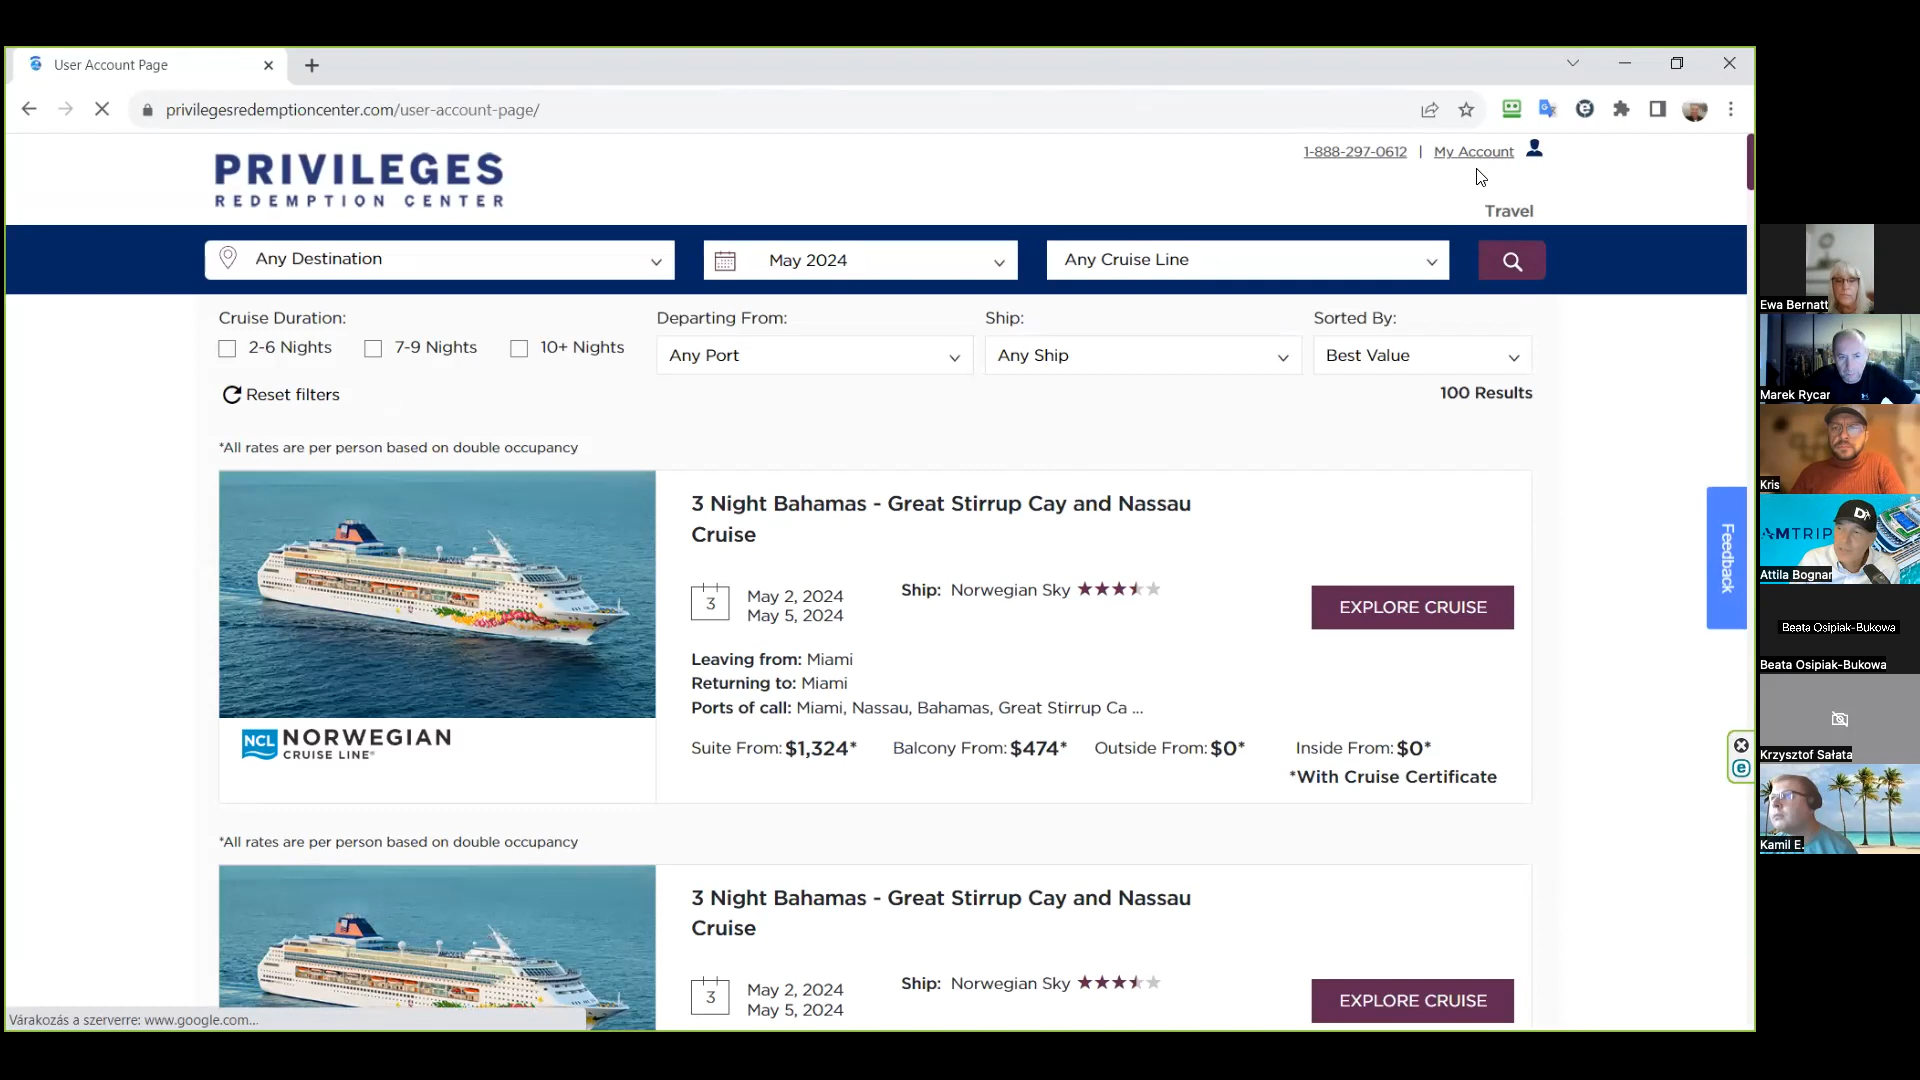 User Account Page
privilegesredemptioncenter.com/user-account-page/
PRIVILEGES
REDEMPTION CENTER
1-888-297-0612 | My Account
Travel
Any Destination
May 2024
Any Cruise Line
Cruise Duration:
2-6 Nights
7-9 Nights
10+ Nights
Departing From:
Any Port
Ship:
Any Ship
Sorted By:
Best Value
Reset filters
100 Results
*All rates are per person based on double occupancy
3 Night Bahamas - Great Stirrup Cay and Nassau
Cruise
3
May 2, 2024
May 5, 2024
Ship: Norwegian Sky
EXPLORE CRUISE
Leaving from: Miami
Returning to: Miami
Ports of call: Miami, Nassau, Bahamas, Great Stirrup Ca ...
NCL NORWEGIAN
CRUISE LINE®
Suite From: $1,324*
Balcony From: $474*
Outside From: $0*
Inside From: $0*
*With Cruise Certificate
*All rates are per person based on double occupancy
3 Night Bahamas - Great Stirrup Cay and Nassau
Cruise
3
May 2, 2024
May 5, 2024
Ship: Norwegian Sky
EXPLORE CRUISE
Várakozás a szerverre: www.google.com...
Feedback
Ewa Bernatt
Marek Rycar
Kris
AMTRIP
DA
Attila Bognar
Beata Osipiak-Bukowa
Beata Osipiak-Bukowa
Krzysztof Sałata
Kamil E.